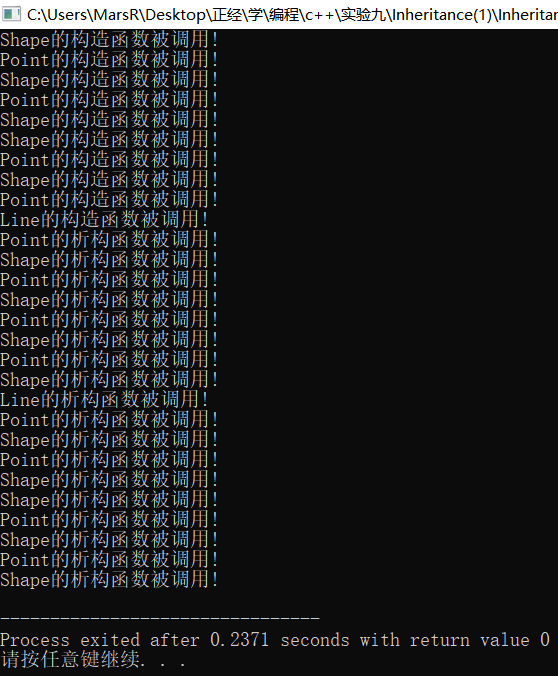 C:\Users\MarsR\Desktop\正经\学\编程\c++\实验九\Inheritance(1)\Inheritan
Shape的构造函数被调用!
Point的构造函数被调用!
Shape的构造函数被调用!
Point的构造函数被调用!
Shape的构造函数被调用!
Shape的构造函数被调用!
Point的构造函数被调用!
Shape的构造函数被调用!
Point的构造函数被调用!
Line的构造函数被调用!
Point的析构函数被调用!
Shape的析构函数被调用!
Point的析构函数被调用!
Shape的析构函数被调用!
Point的析构函数被调用!
Shape的析构函数被调用!
Point的析构函数被调用!
Shape的析构函数被调用!
Line的析构函数被调用!
Point的析构函数被调用!
Shape的析构函数被调用!
Point的析构函数被调用!
Shape的析构函数被调用!
Shape的析构函数被调用!
Point的析构函数被调用!
Shape的析构函数被调用!
Point的析构函数被调用!
Shape的析构函数被调用!
--------------------------------
Process exited after 0.2371 seconds with return value 0
请按任意键继续. . .